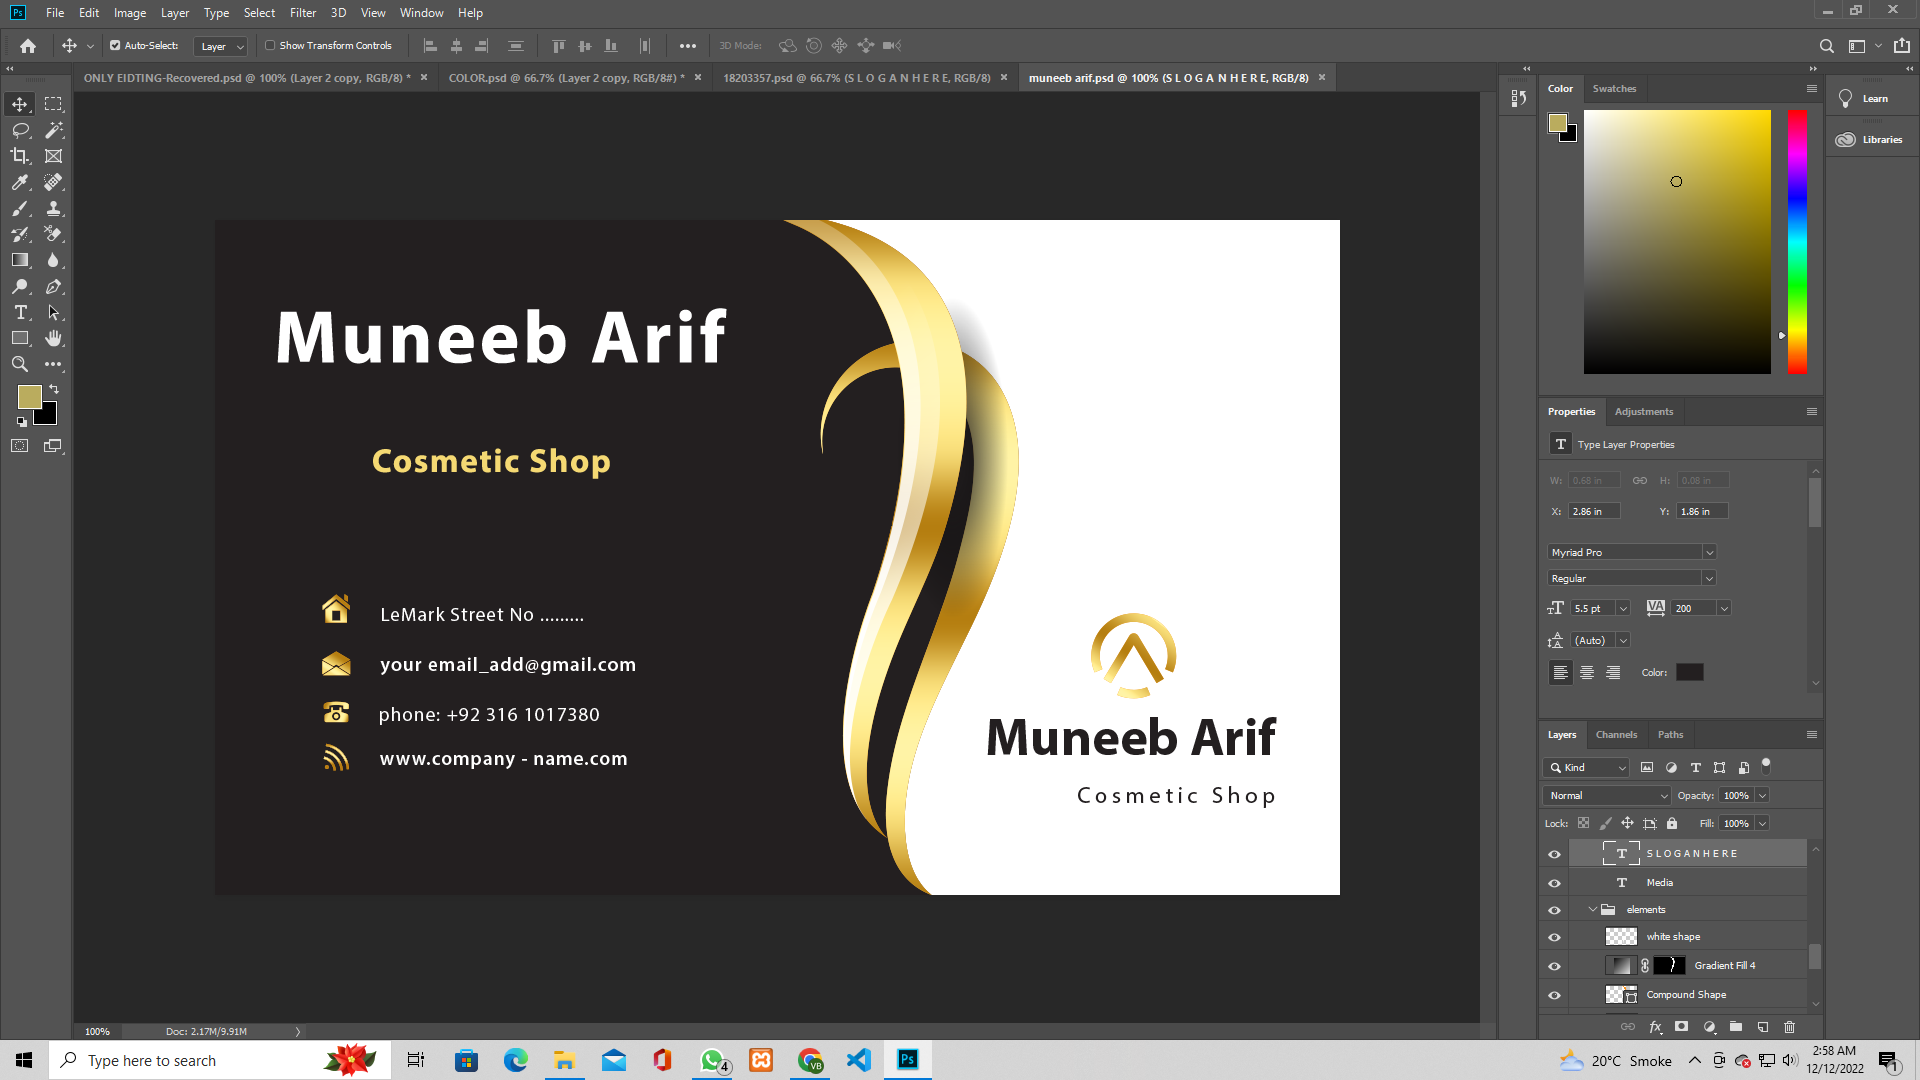 Ps File Edit Image Layer Type Select Filter 3D View Window Help
Auto-Select: Layer Show Transform Controls 3D Mode:
ONLY EIDTING-Recovered.psd @ 100% (Layer 2 copy, RGB/8) * × COLOR.psd @ 66.7% (Layer 2 copy, RGB/8#) * × 18203357.psd @ 66.7% (S L O G A N H E R E, RGB/8) × muneeb arif.psd @ 100% (S L O G A N H E R E, RGB/8) ×
Color Swatches
Learn
Libraries
Muneeb Arif
Cosmetic Shop
LeMark Street No .........
your email_add@gmail.com
phone: +92 316 1017380
www.company - name.com
Muneeb Arif
Cosmetic Shop
Properties Adjustments
T Type Layer Properties
W: 0.68 in H: 0.08 in
X: 2.86 in Y: 1.86 in
Myriad Pro
Regular
5.5 pt VA 200
(Auto)
Color:
Layers Channels Paths
Kind
Normal Opacity: 100%
Lock: Fill: 100%
T S L O G A N H E R E
T Media
elements
white shape
Gradient Fill 4
Compound Shape
fx
100% Doc: 2.17M/9.91M
Type here to search
4
VB
Ps
20°C Smoke
2:58 AM
12/12/2022
1